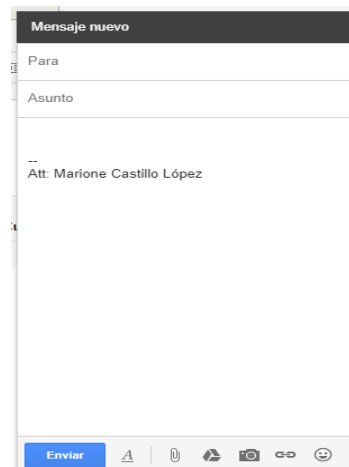 Mensaje nuevo
Para
Asunto
--
Att: Marione Castillo López
Enviar
A